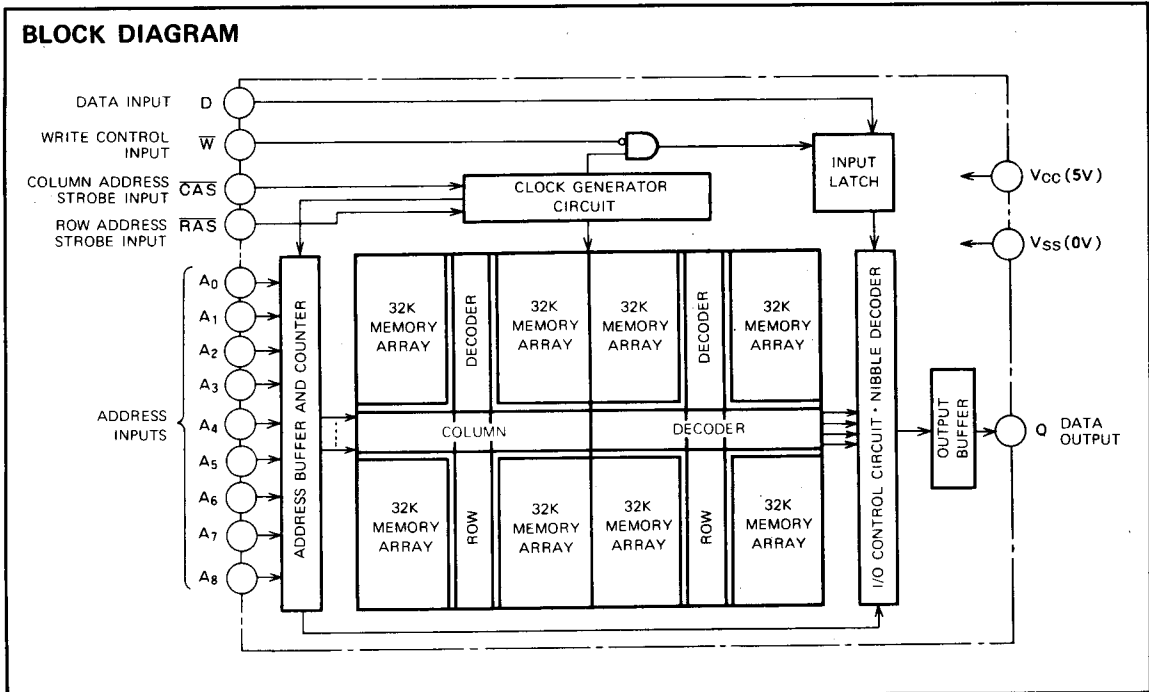 BLOCK DIAGRAM
DATA INPUT D
WRITE CONTROL
INPUT
W̅
COLUMN ADDRESS
STROBE INPUT
C̅A̅S̅
ROW ADDRESS
STROBE INPUT
R̅A̅S̅
ADDRESS
INPUTS
A0
A1
A2
A3
A4
A5
A6
A7
A8
ADDRESS BUFFER AND COUNTER
CLOCK GENERATOR
CIRCUIT
INPUT
LATCH
32K
MEMORY
ARRAY
DECODER
32K
MEMORY
ARRAY
32K
MEMORY
ARRAY
DECODER
32K
MEMORY
ARRAY
COLUMN DECODER
32K
MEMORY
ARRAY
ROW
32K
MEMORY
ARRAY
32K
MEMORY
ARRAY
ROW
32K
MEMORY
ARRAY
I/O CONTROL CIRCUIT · NIBBLE DECODER
OUTPUT
BUFFER
VCC (5V)
VSS (0V)
Q DATA
OUTPUT